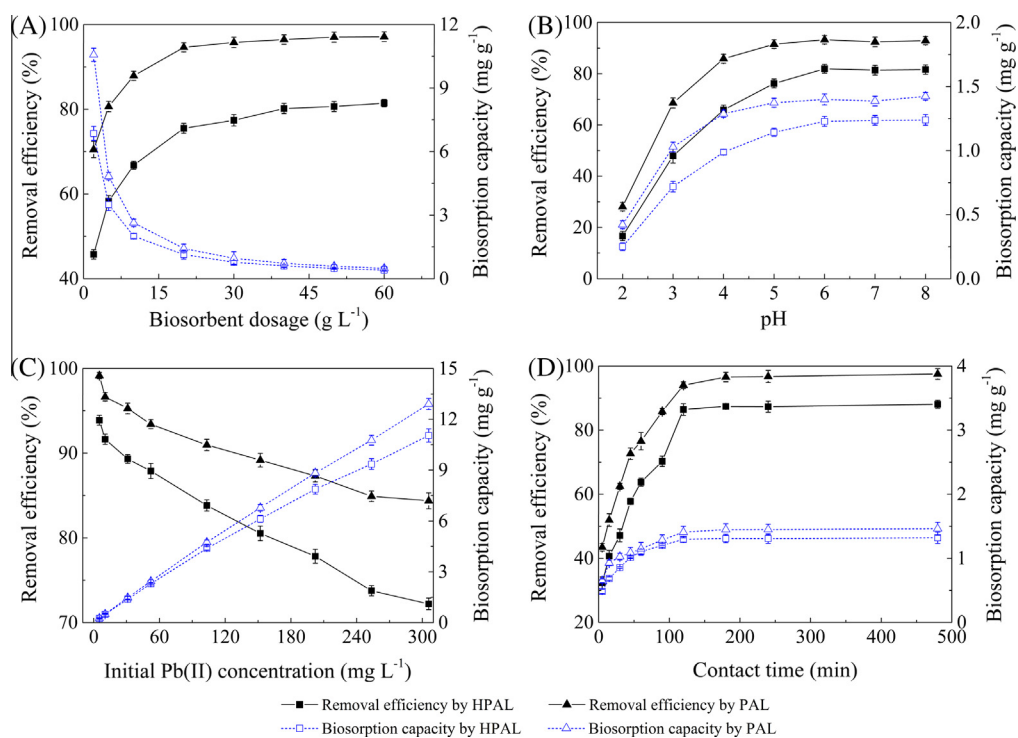 (A)
100
80
60
40
Removal efficiency (%)
12
9
6
3
0
Biosorption capacity (mg g⁻¹)
0 15 30 45 60
Biosorbent dosage (g L⁻¹)
(B)
100
80
60
40
20
0
Removal efficiency (%)
2.0
1.5
1.0
0.5
0.0
Biosorption capacity (mg g⁻¹)
2 3 4 5 6 7 8
pH
(C)
100
90
80
70
Removal efficiency (%)
15
12
9
6
3
0
Biosorption capacity (mg g⁻¹)
0 60 120 180 240 300
Initial Pb(II) concentration (mg L⁻¹)
(D)
100
80
60
40
20
Removal efficiency (%)
4
3
2
1
0
Biosorption capacity (mg g⁻¹)
0 100 200 300 400 500
Contact time (min)
Removal efficiency by HPAL Removal efficiency by PAL
Biosorption capacity by HPAL Biosorption capacity by PAL